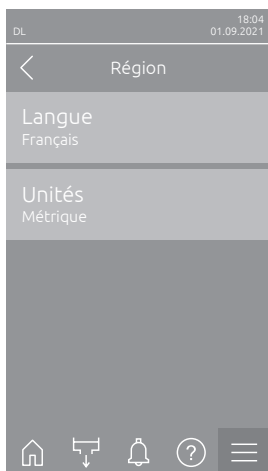 18:04
DL 01.09.2021
Région
Langue
Français
Unités
Métrique
?